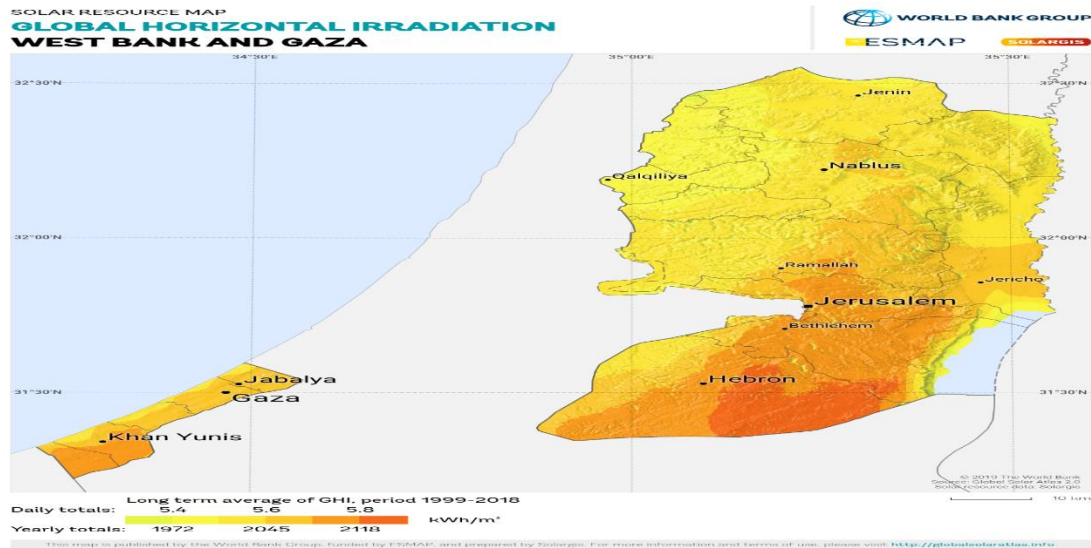 SOLAR RESOURCE MAP
GLOBAL HORIZONTAL IRRADIATION
WEST BANK AND GAZA
WORLD BANK GROUP
ESMAP
SOLARGIS
34°30'E
35°00'E
35°30'E
32°30'N
32°30'N
Jenin
Nablus
Qalqiliya
32°00'N
32°00'N
Ramallah
Jericho
Jerusalem
Bethlehem
Jabalya
Hebron
31°30'N
31°30'N
Gaza
Khan Yunis
© 2019 The World Bank
Source: Global Solar Atlas 2.0
Solar resource data: Solargis
Long term average of GHI, period 1999-2018
10 km
Daily totals: 5.4 5.6 5.8
kWh/m²
Yearly totals: 1972 2045 2118
This map is published by the World Bank Group, funded by ESMAP, and prepared by Solargis. For more information and terms of use, please visit http://globalsolaratlas.info.